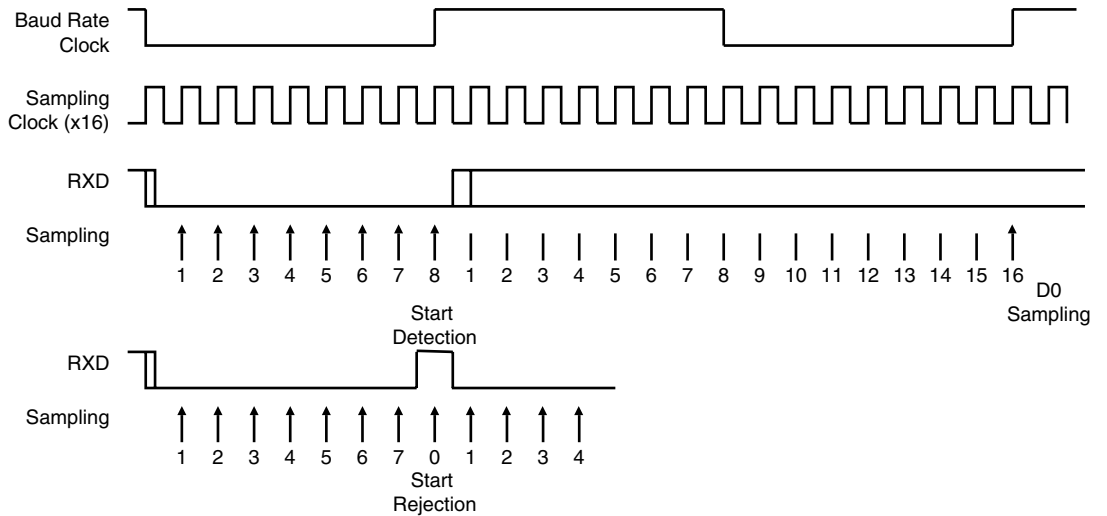 Baud Rate
Clock
Sampling
Clock (x16)
RXD
Sampling
1 2 3 4 5 6 7 8 1 2 3 4 5 6 7 8 9 10 11 12 13 14 15 16
D0
Sampling
Start
Detection
RXD
Sampling
1 2 3 4 5 6 7 0 1 2 3 4
Start
Rejection